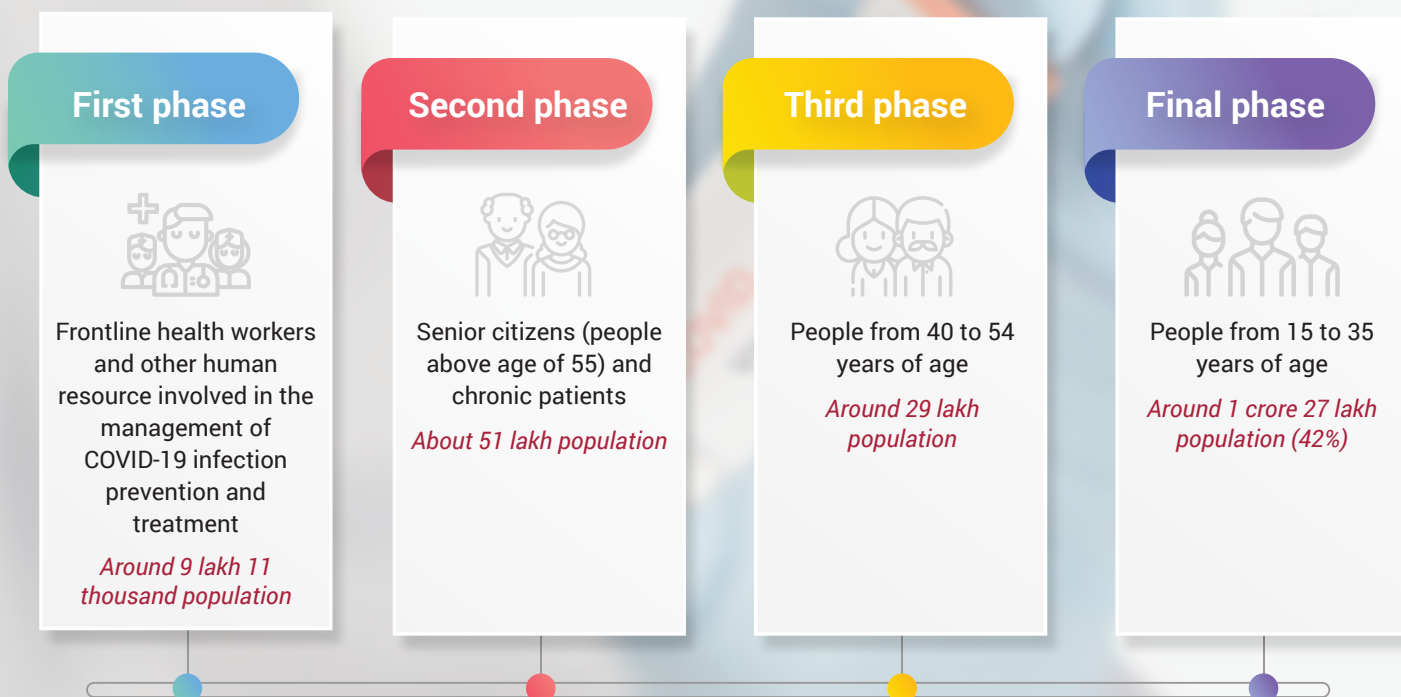 First phase
Frontline health workers
and other human
resource involved in the
management of
COVID-19 infection
prevention and
treatment
Around 9 lakh 11
thousand population
Second phase
Senior citizens (people
above age of 55) and
chronic patients
About 51 lakh population
Third phase
People from 40 to 54
years of age
Around 29 lakh
population
Final phase
People from 15 to 35
years of age
Around 1 crore 27 lakh
population (42%)